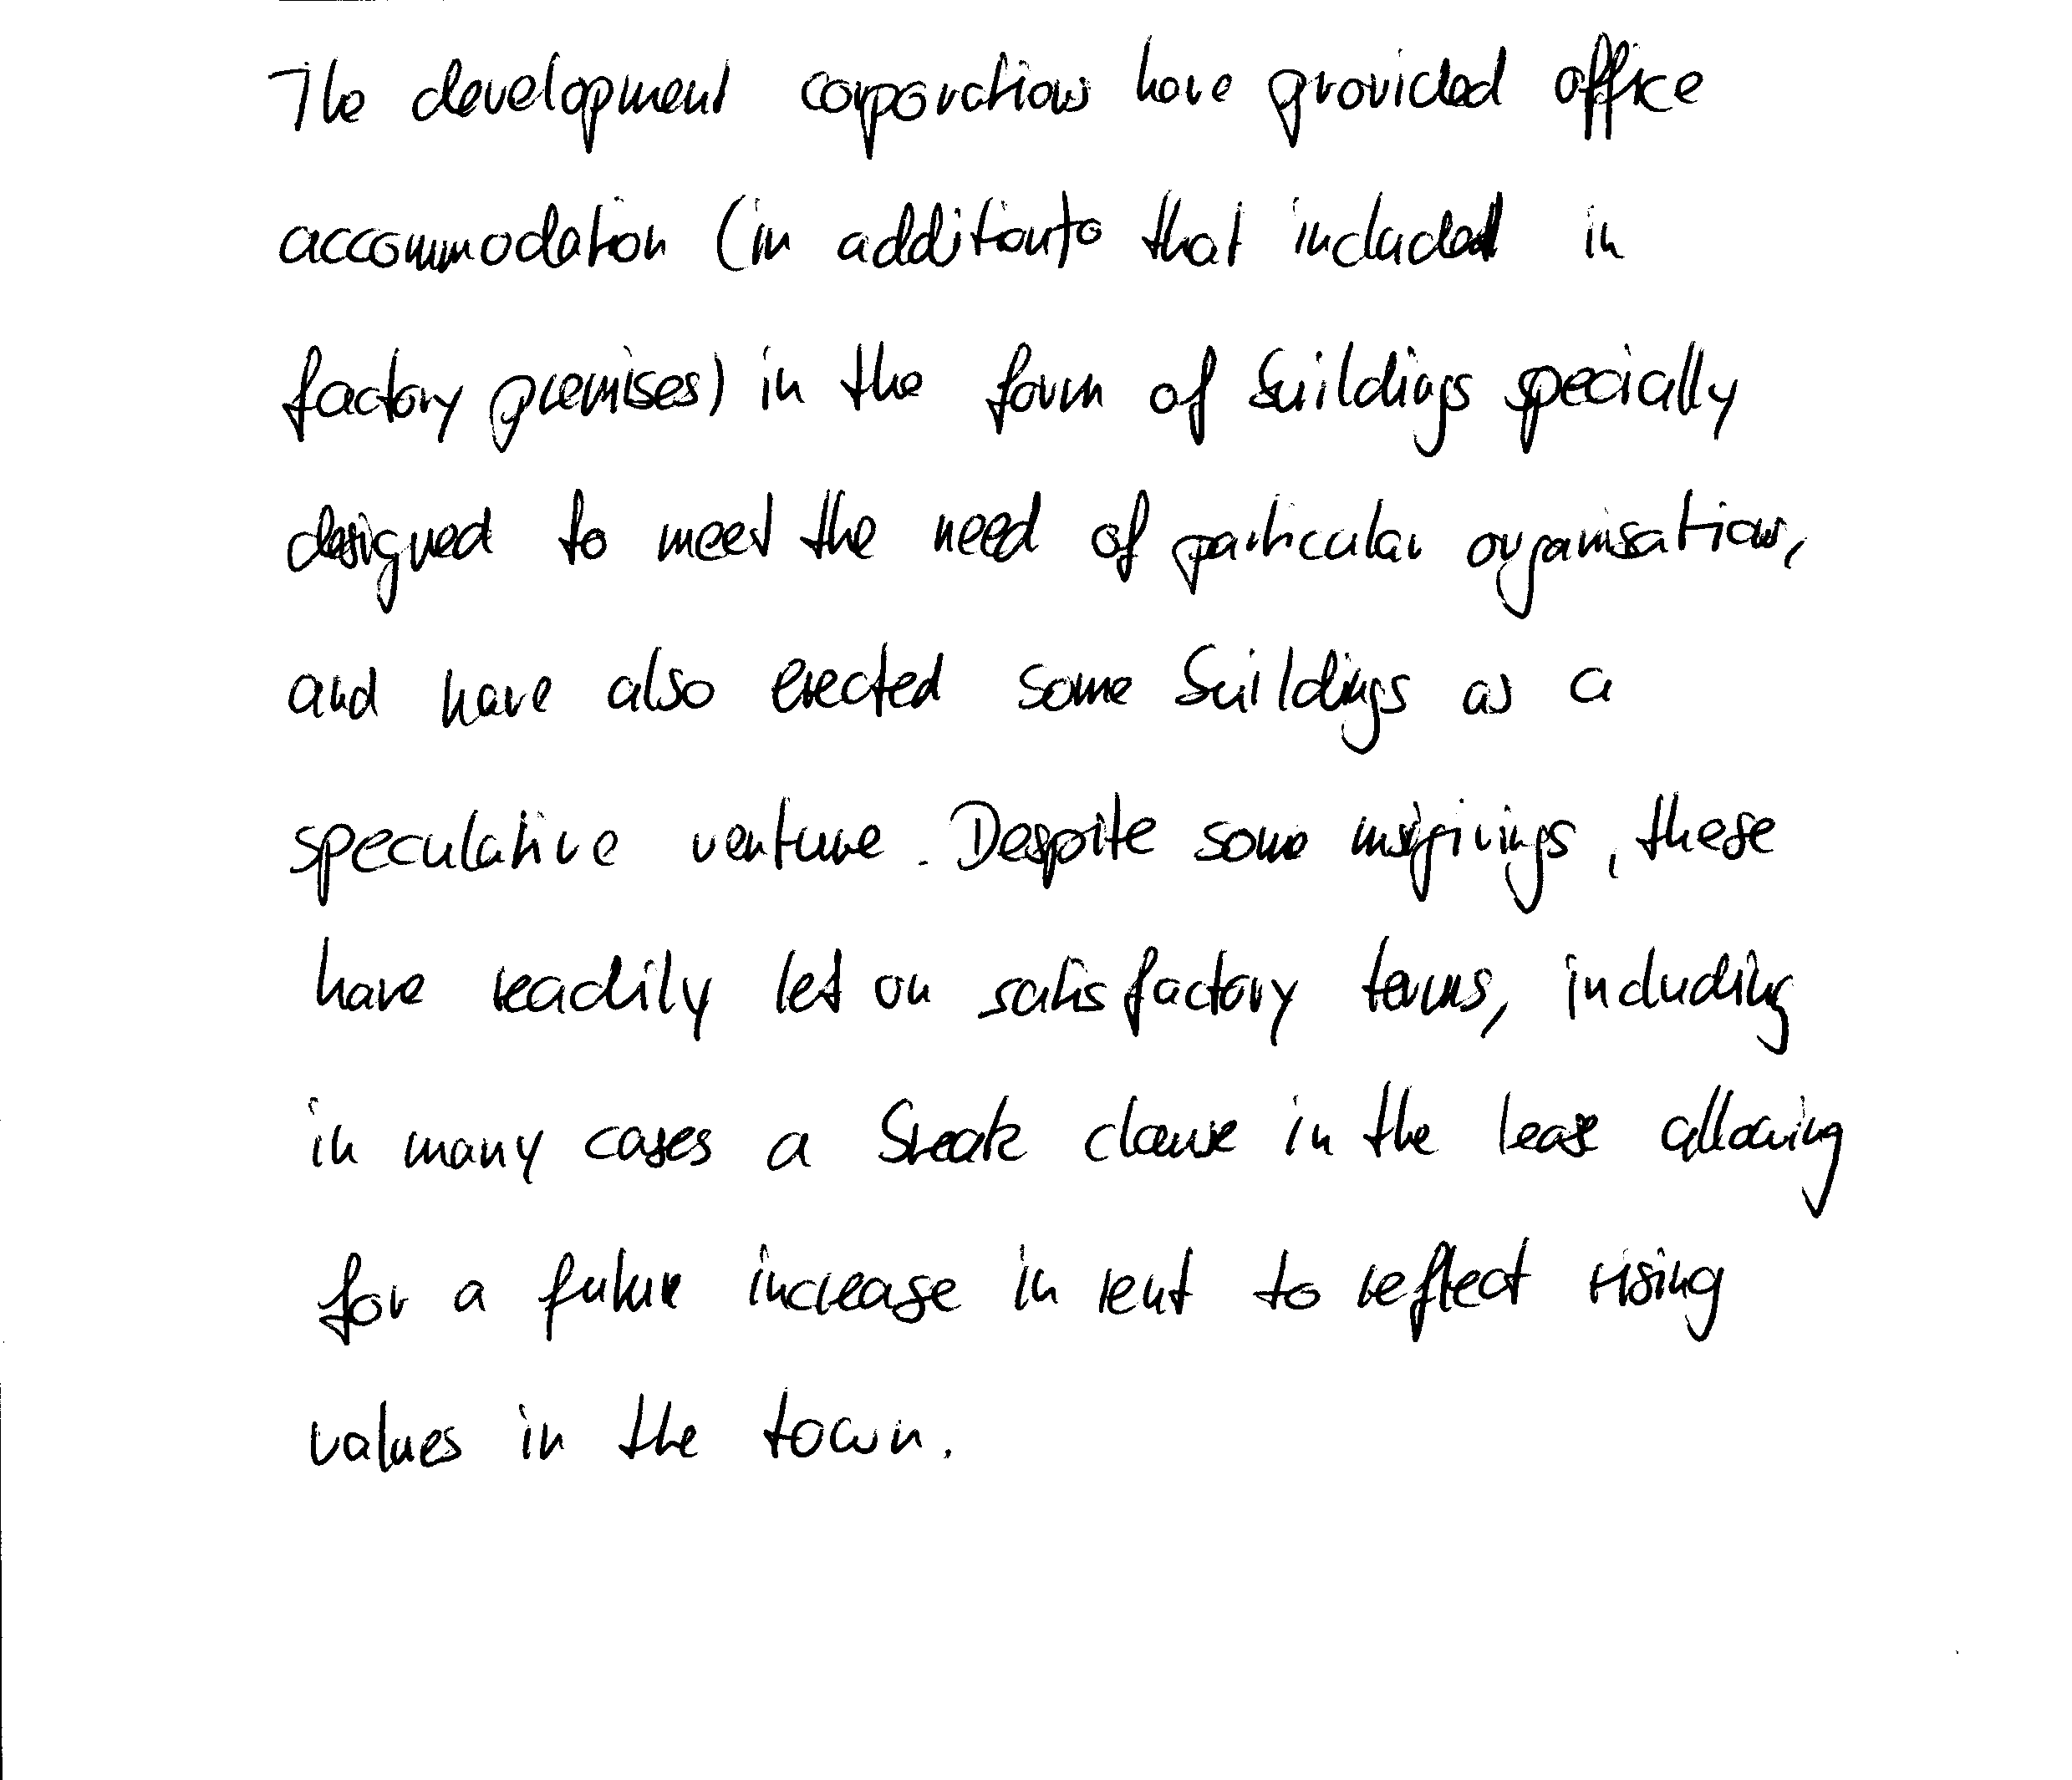 The development corporations have provided office
accommodation (in addition to that included in
factory premises) in the form of buildings specially
designed to meet the need of particular organisations,
and have also erected some buildings as a
speculative venture. Despite some misgivings, these
have readily let on satisfactory terms, including
in many cases a break clause in the lease allowing
for a future increase in rent to reflect rising
values in the town.